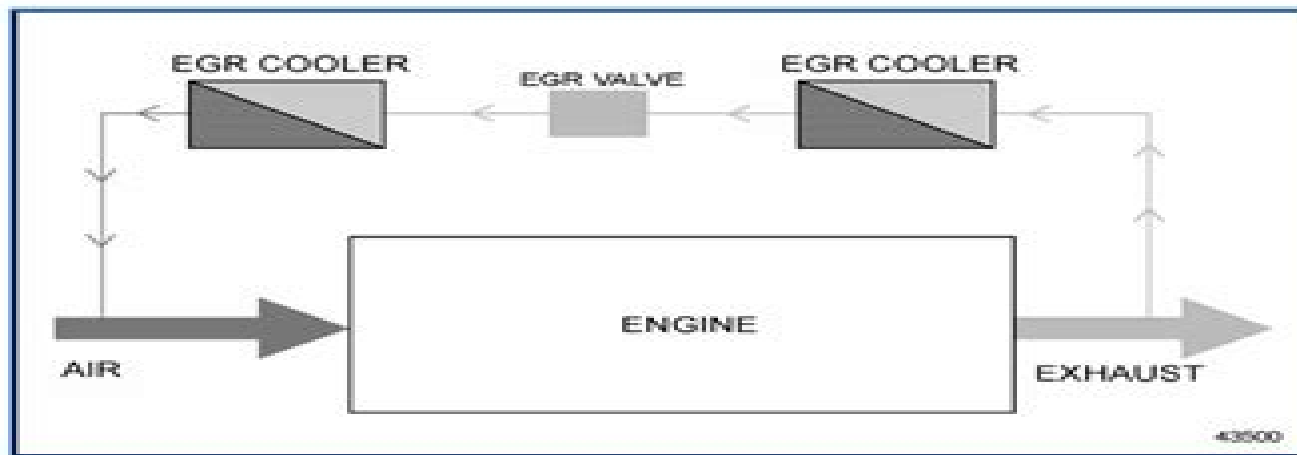 EGR COOLER
EGR VALVE
EGR COOLER
ENGINE
AIR
EXHAUST
43500